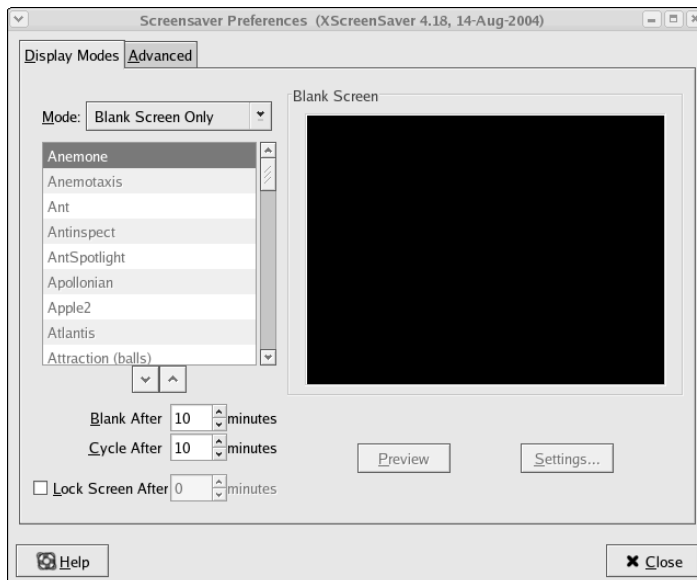 Screensaver Preferences (XScreenSaver 4.18, 14-Aug-2004)
Display Modes
Advanced
Mode: Blank Screen Only
Anemone
Anemotaxis
Ant
Antinspect
AntSpotlight
Apollonian
Apple2
Atlantis
Attraction (balls)
Blank After 10 minutes
Cycle After 10 minutes
Lock Screen After 0 minutes
Blank Screen
Preview
Settings...
Help
Close